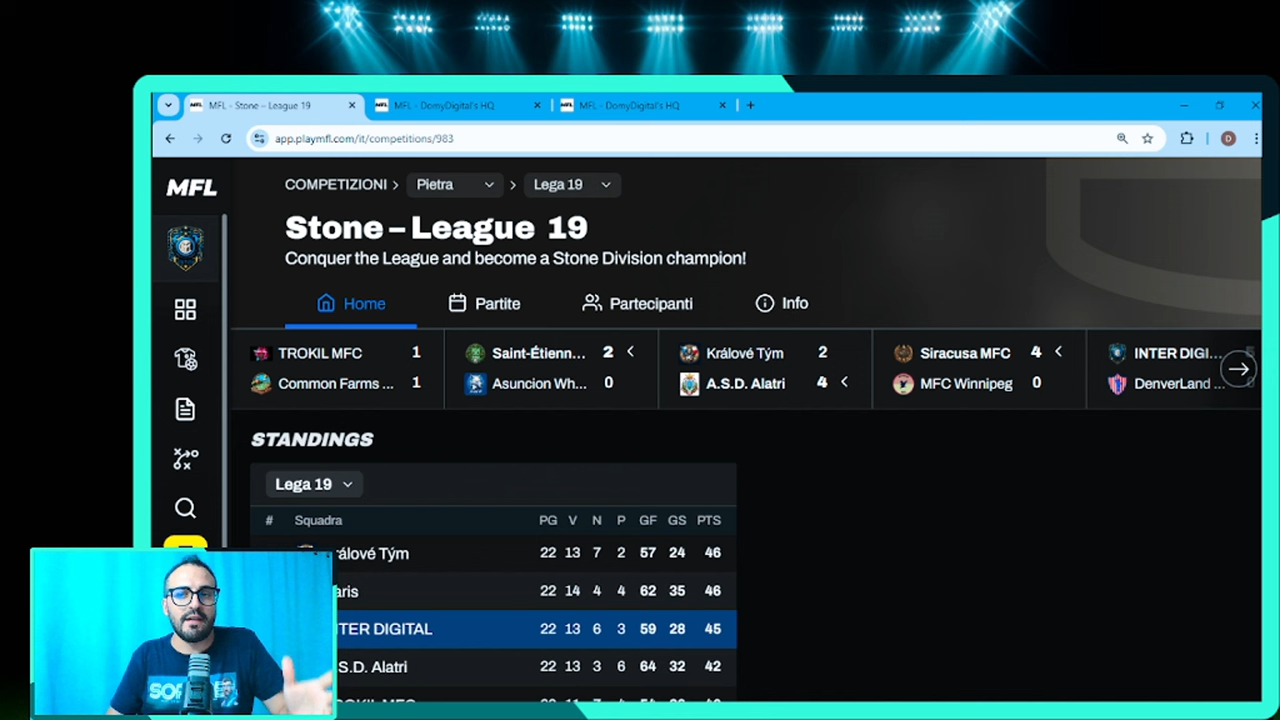 MFL - Stone – League 19
MFL - DomyDigital's HQ
MFL - DomyDigital's HQ
app.playmfl.com/it/competitions/983
D
MFL
COMPETIZIONI > Pietra > Lega 19
Stone – League 19
Conquer the League and become a Stone Division champion!
Home Partite Partecipanti Info
TROKIL MFC 1
Common Farms ... 1
Saint-Étienn... 2
Asuncion Wh... 0
Králové Tým 2
A.S.D. Alatri 4
Siracusa MFC 4
MFC Winnipeg 0
INTER DIGI...
DenverLand ...
STANDINGS
Lega 19
# Squadra PG V N P GF GS PTS
álové Tým 22 13 7 2 57 24 46
aris 22 14 4 4 62 35 46
TER DIGITAL 22 13 6 3 59 28 45
S.D. Alatri 22 13 3 6 64 32 42